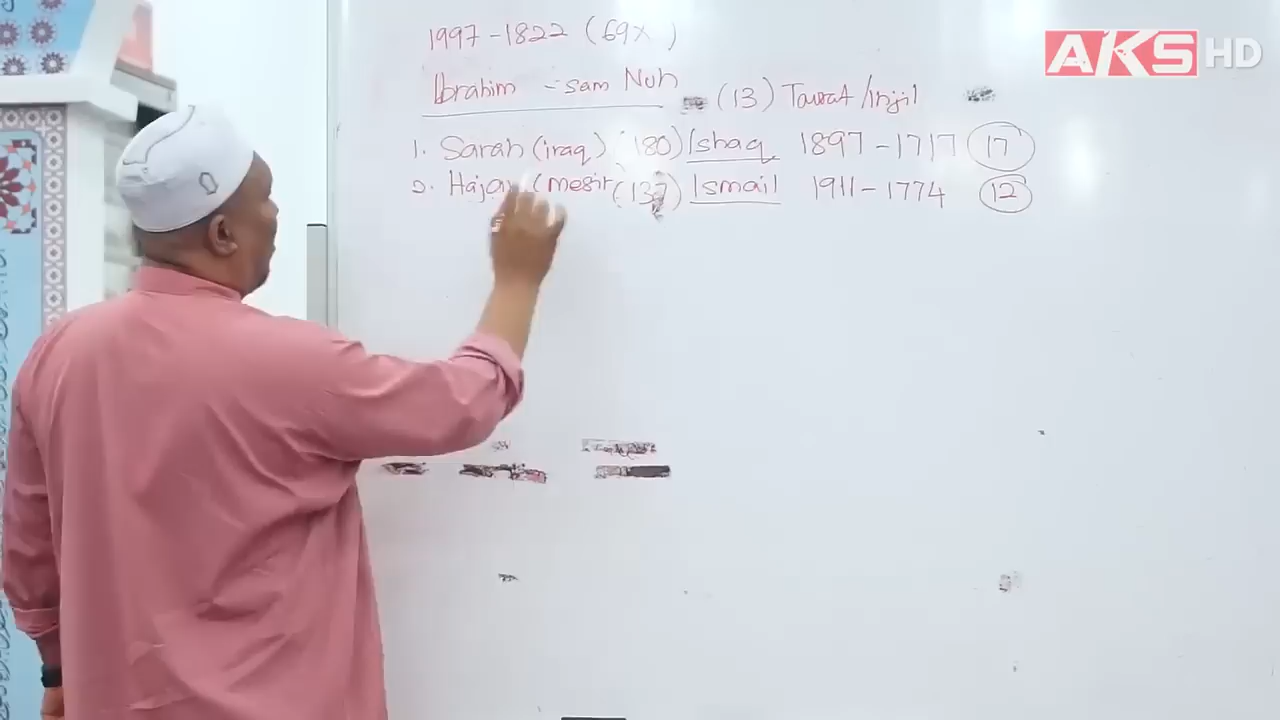 AKS HD
1997 - 1822 (69x )
Ibrahim - Sam Nuh
(13) Taurat / Injil
1. Sarah (iraq) (180) Ishaq 1897 - 1717 17
2. Hajar (mesir (137) Ismail 1911 - 1774 12